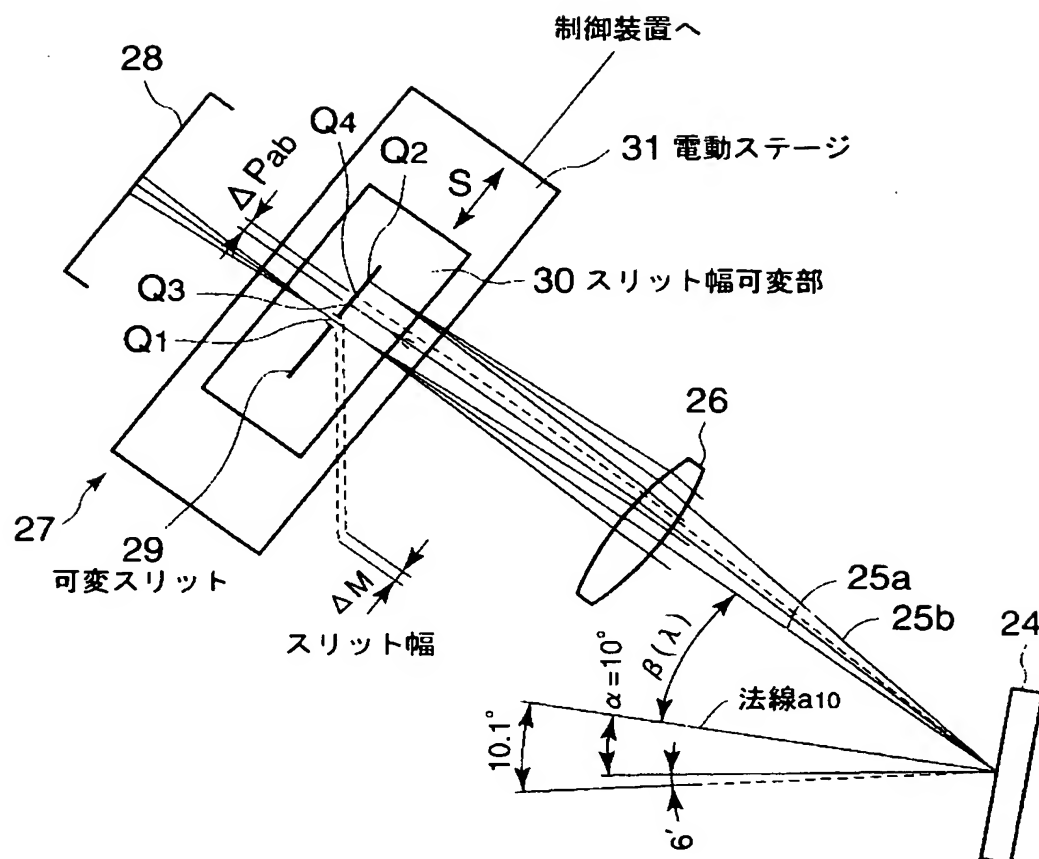 制御装置へ
28
Q4
Q2
ΔPab
S
31 電動ステージ
Q3
Q1
30 スリット幅可変部
26
27
29
可変スリット
ΔM
スリット幅
25a
25b
24
β(λ)
α=10°
法線a10
10.1°
6'